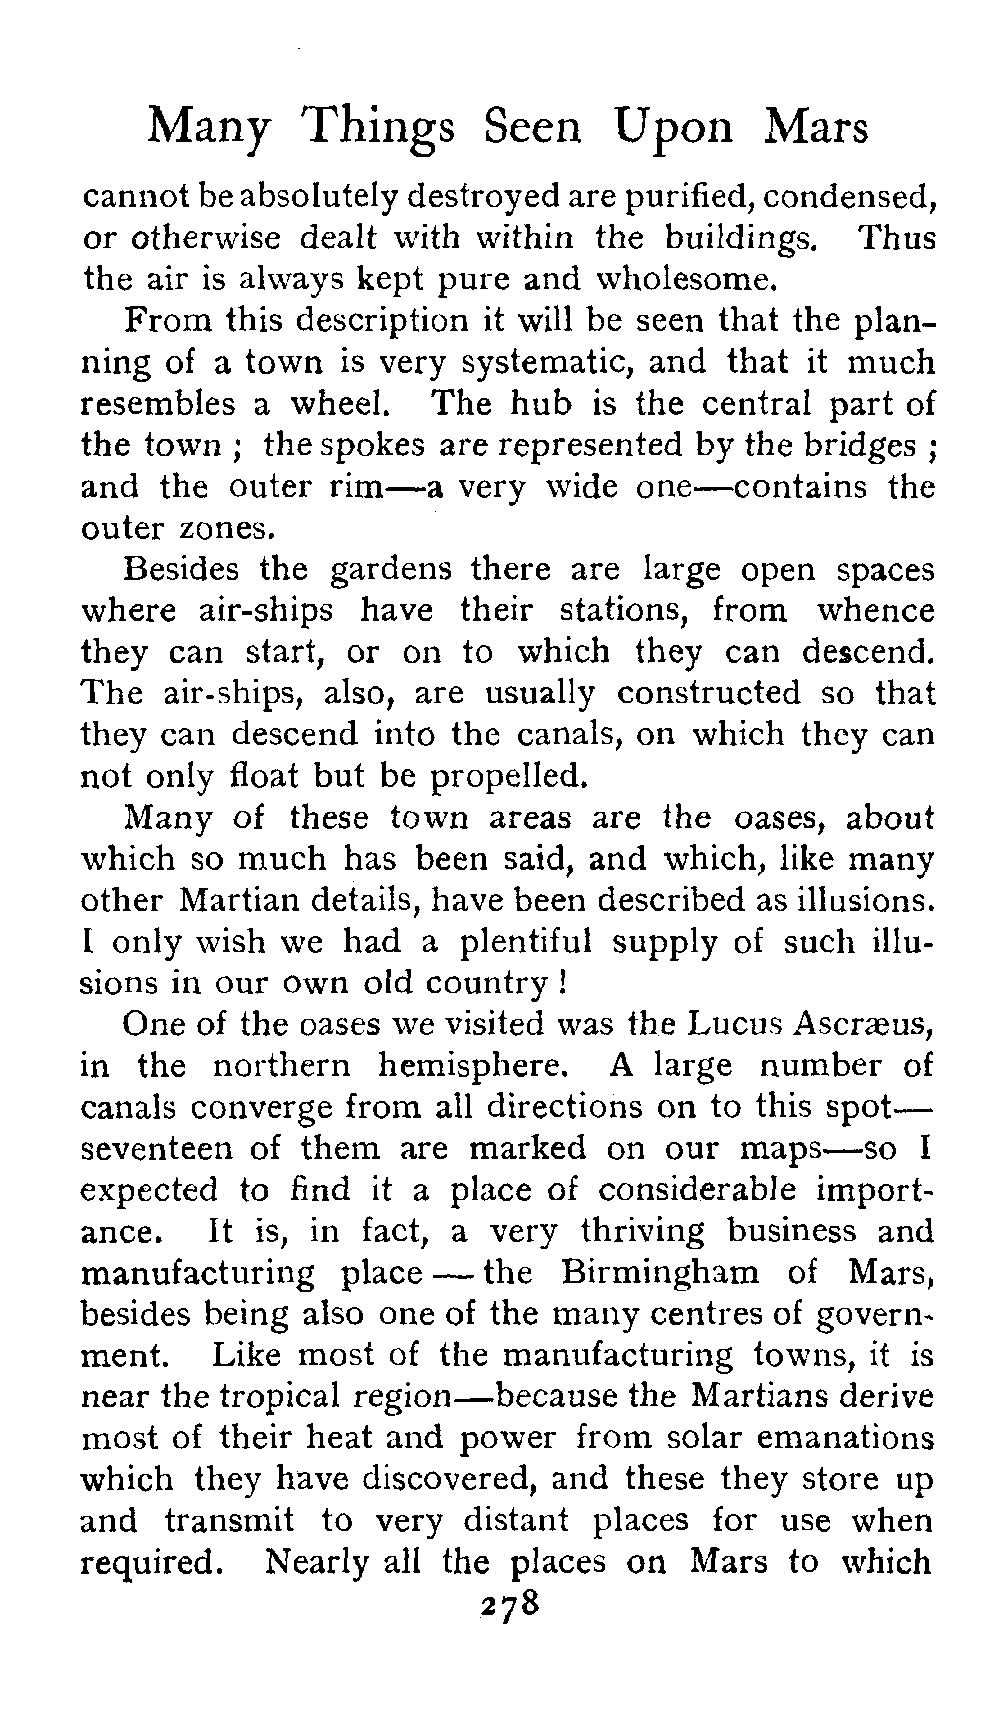 Many Things Seen Upon Mars
cannot be absolutely destroyed are purified, condensed,
or otherwise dealt with within the buildings. Thus
the air is always kept pure and wholesome.
From this description it will be seen that the plan-
ning of a town is very systematic, and that it much
resembles a wheel. The hub is the central part of
the town ; the spokes are represented by the bridges ;
and the outer rim—a very wide one—contains the
outer zones.
Besides the gardens there are large open spaces
where air-ships have their stations, from whence
they can start, or on to which they can descend.
The air-ships, also, are usually constructed so that
they can descend into the canals, on which they can
not only float but be propelled.
Many of these town areas are the oases, about
which so much has been said, and which, like many
other Martian details, have been described as illusions.
I only wish we had a plentiful supply of such illu-
sions in our own old country !
One of the oases we visited was the Lucus Ascræus,
in the northern hemisphere. A large number of
canals converge from all directions on to this spot—
seventeen of them are marked on our maps—so I
expected to find it a place of considerable import-
ance. It is, in fact, a very thriving business and
manufacturing place — the Birmingham of Mars,
besides being also one of the many centres of govern-
ment. Like most of the manufacturing towns, it is
near the tropical region—because the Martians derive
most of their heat and power from solar emanations
which they have discovered, and these they store up
and transmit to very distant places for use when
required. Nearly all the places on Mars to which
278